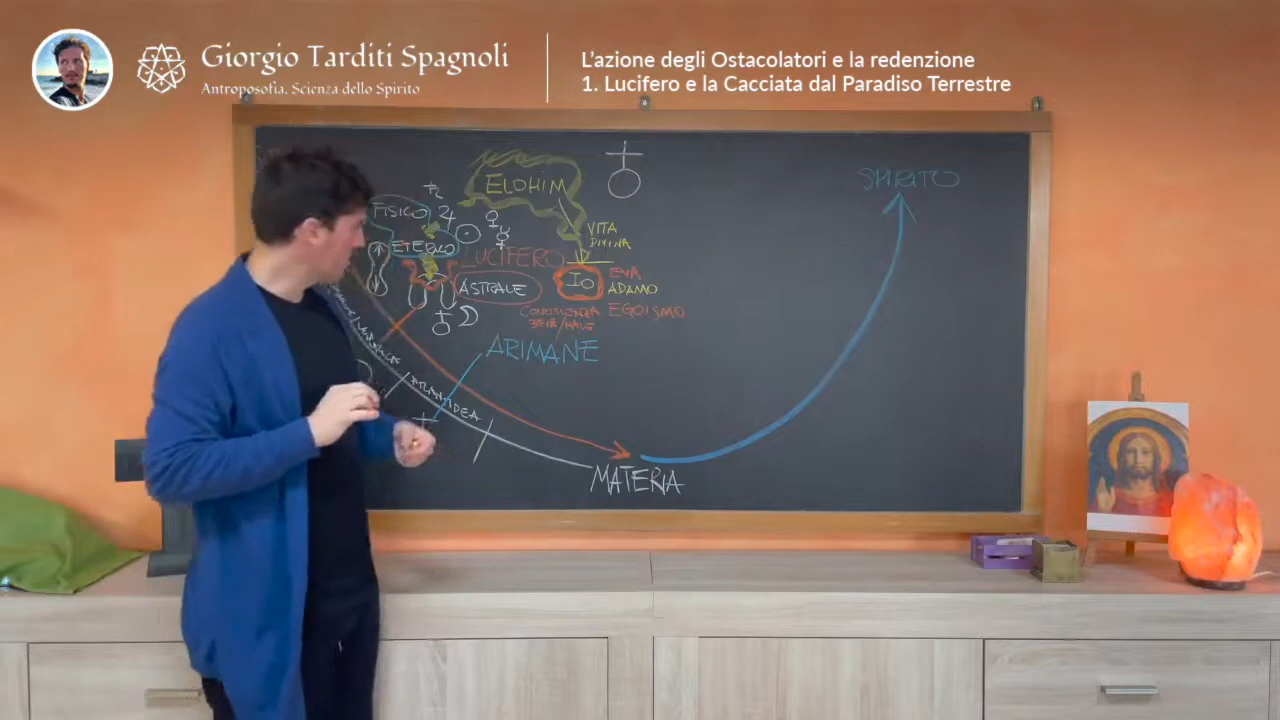 Giorgio Tarditi Spagnoli
Antroposofia, Scienza dello Spirito
L'azione degli Ostacolatori e la redenzione
1. Lucifero e la Cacciata dal Paradiso Terrestre
ELOHIM
SPIRITO
FISICO
VITA
DIVINA
ETERICO
LUCIFERO
IO
EVA
ADAMO
ASTRALE
CONOSCENZA
BENE/MALE
EGOISMO
ARIMANE
ATLANTIDEA
MATERIA